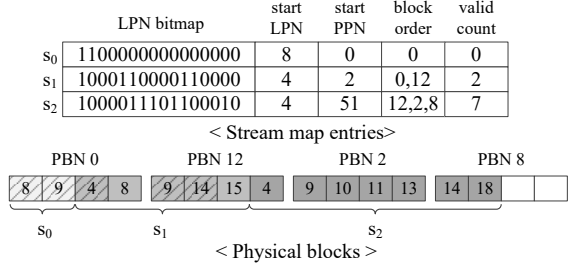 LPN bitmap start LPN start PPN block order valid count
s0 1100000000000000 8 0 0 0
s1 1000110000110000 4 2 0,12 2
s2 1000011101100010 4 51 12,2,8 7
< Stream map entries>
PBN 0 PBN 12 PBN 2 PBN 8
8 9 4 8 9 14 15 4 9 10 11 13 14 18
s0 s1 s2
< Physical blocks >